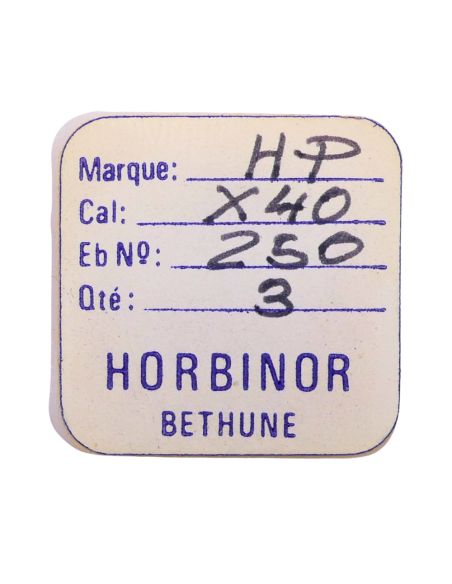 Marque: HP
Cal: X40
Eb Nº: 250
Qté: 3
HORBINOR
BETHUNE